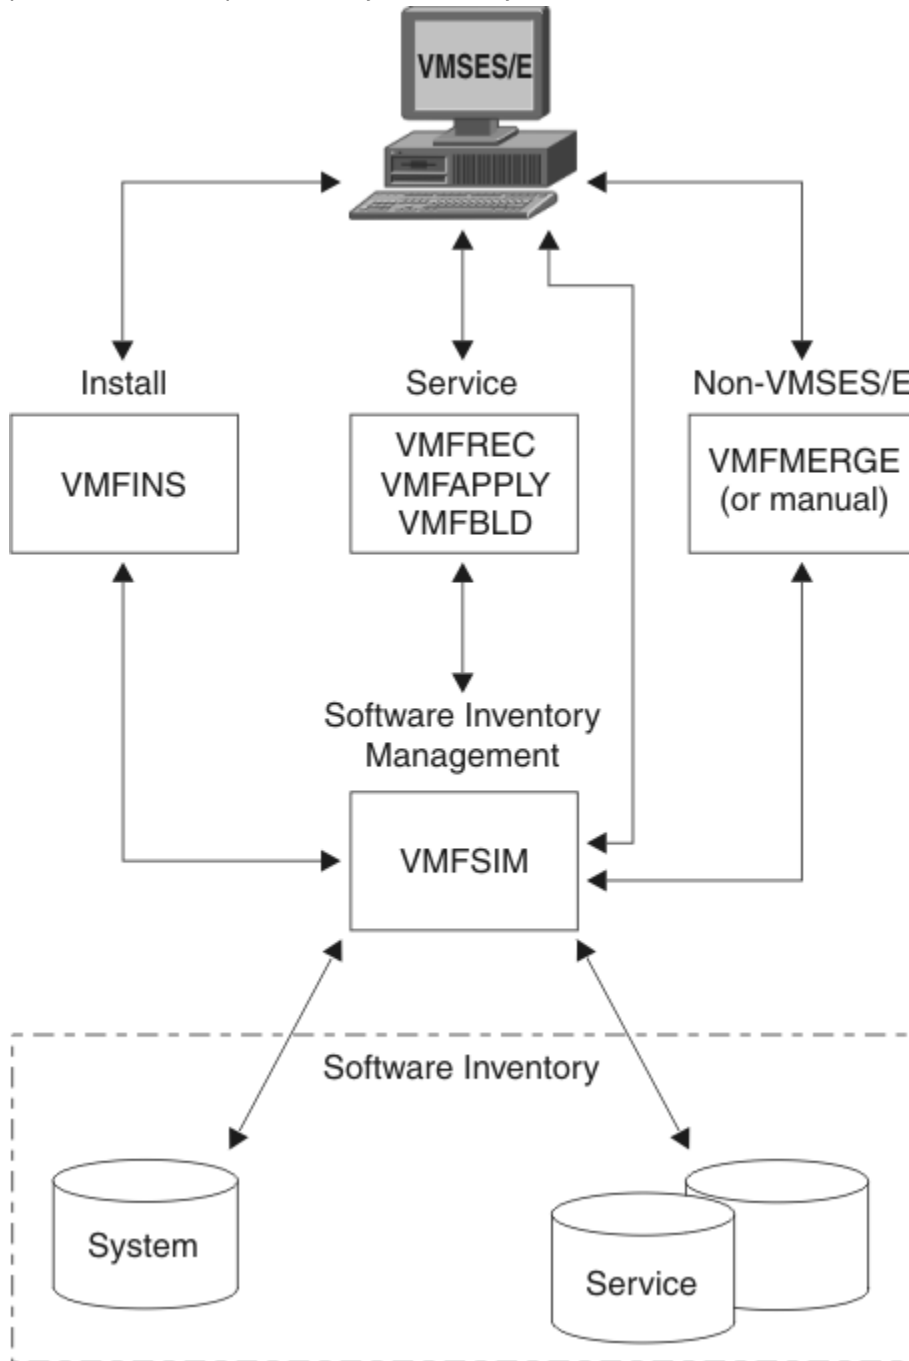 VMSES/E
Install
Service
Non-VMSES/E
VMFINS
VMFREC
VMFAPPLY
VMFBLD
VMFMERGE
(or manual)
Software Inventory
Management
VMFSIM
Software Inventory
System
Service